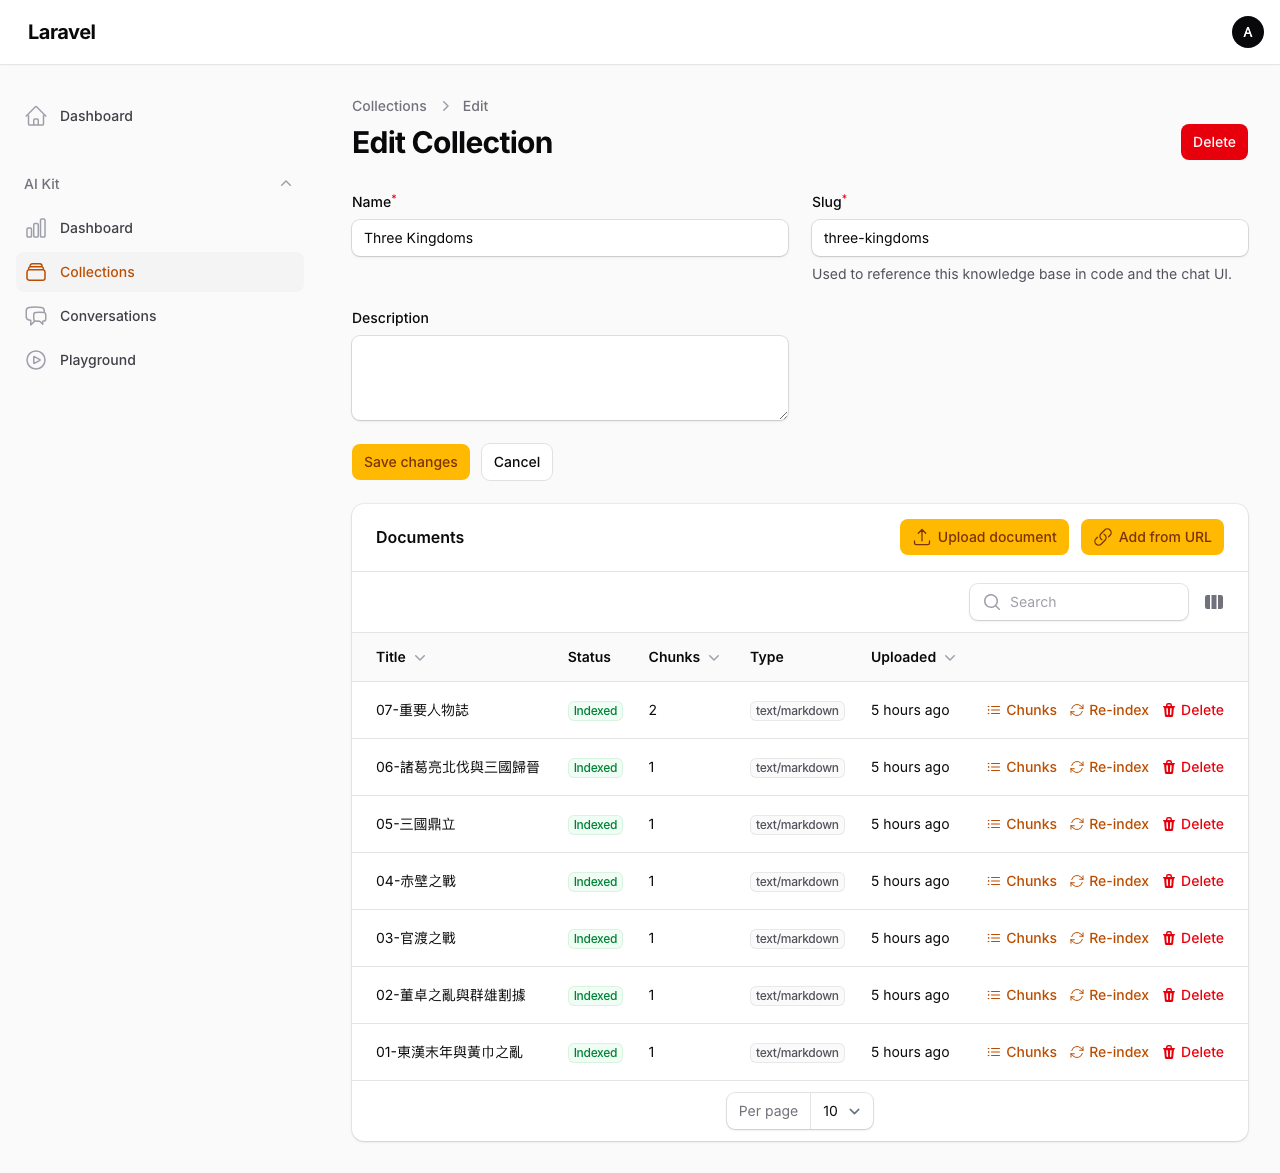 Laravel
A
Dashboard
AI Kit
Dashboard
Collections
Conversations
Playground
Collections > Edit
Edit Collection
Delete
Name*
Three Kingdoms
Slug*
three-kingdoms
Used to reference this knowledge base in code and the chat UI.
Description
Save changes Cancel
Documents
Upload document Add from URL
Search
Title Status Chunks Type Uploaded
07-重要人物誌 Indexed 2 text/markdown 5 hours ago Chunks Re-index Delete
06-諸葛亮北伐與三國歸晉 Indexed 1 text/markdown 5 hours ago Chunks Re-index Delete
05-三國鼎立 Indexed 1 text/markdown 5 hours ago Chunks Re-index Delete
04-赤壁之戰 Indexed 1 text/markdown 5 hours ago Chunks Re-index Delete
03-官渡之戰 Indexed 1 text/markdown 5 hours ago Chunks Re-index Delete
02-董卓之亂與群雄割據 Indexed 1 text/markdown 5 hours ago Chunks Re-index Delete
01-東漢末年與黃巾之亂 Indexed 1 text/markdown 5 hours ago Chunks Re-index Delete
Per page 10